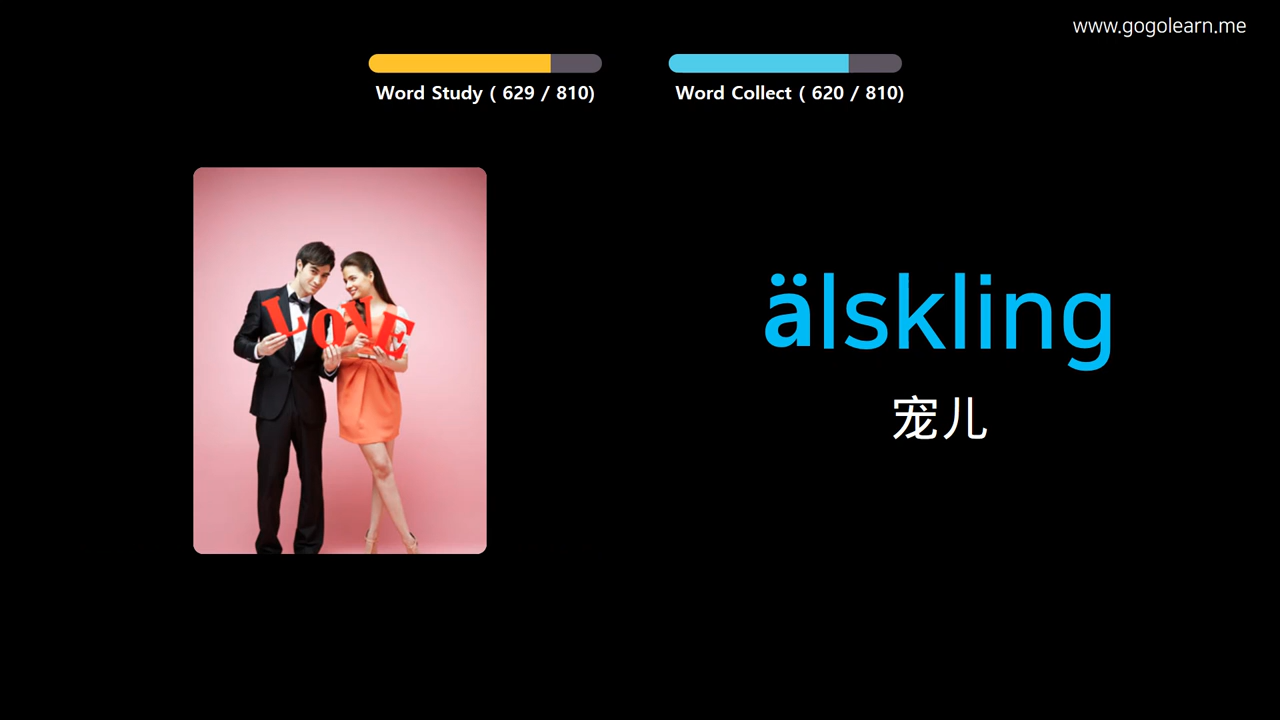 www.gogolearn.me
Word Study ( 629 / 810)
Word Collect ( 620 / 810)
LOVE
älskling
宠儿